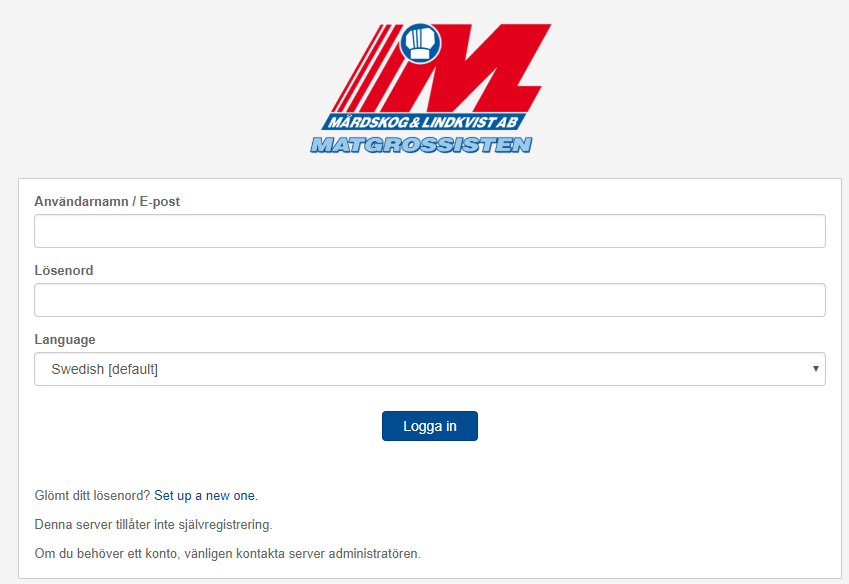 MÅRDSKOG & LINDKVIST AB
MATGROSSISTEN
Användarnamn / E-post
Lösenord
Language
Swedish [default]
Logga in
Glömt ditt lösenord? Set up a new one.
Denna server tillåter inte självregistrering.
Om du behöver ett konto, vänligen kontakta server administratören.